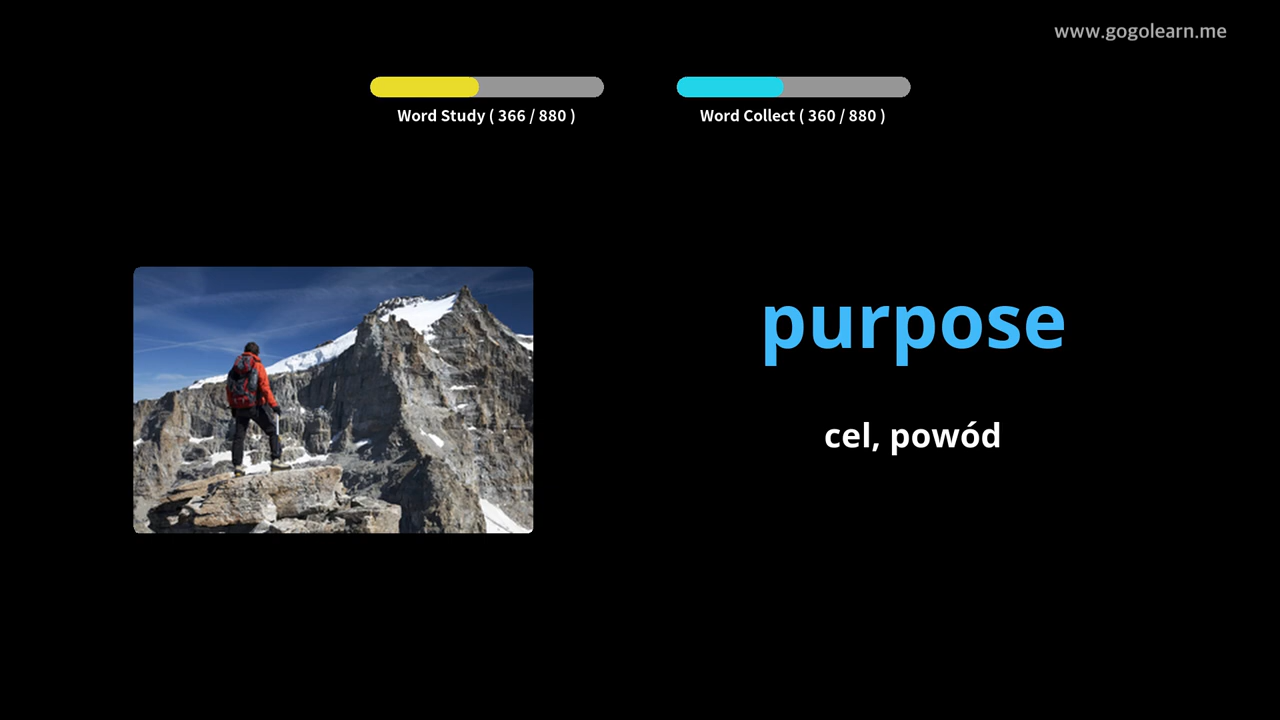 www.gogolearn.me
Word Study ( 366 / 880 )
Word Collect ( 360 / 880 )
purpose
cel, powód